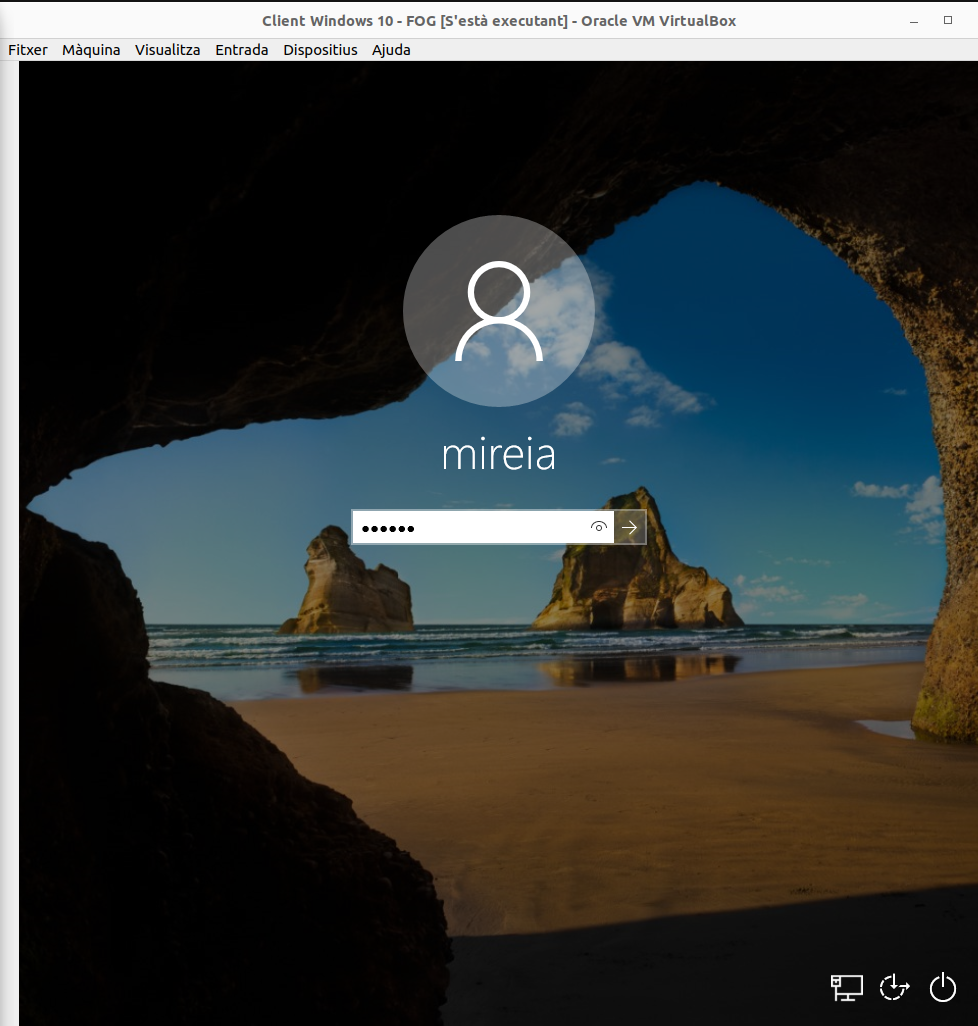 Client Windows 10 - FOG [S'està executant] - Oracle VM VirtualBox
Fitxer Màquina Visualitza Entrada Dispositius Ajuda
mireia